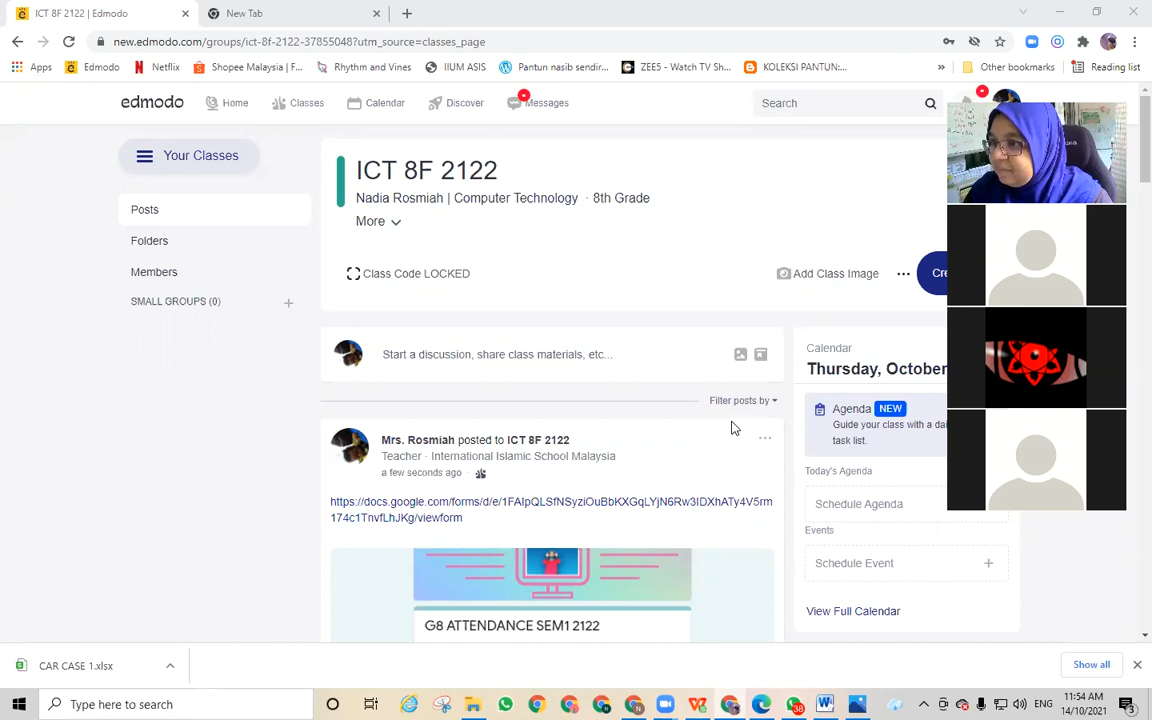 ICT 8F 2122 | Edmodo
New Tab
new.edmodo.com/groups/ict-8f-2122-37855048?utm_source=classes_page
Apps Edmodo Netflix Shopee Malaysia | F... Rhythm and Vines IIUM ASIS Pantun nasib sendir... ZEE5 - Watch TV Sh... KOLEKSI PANTUN:... » Other bookmarks Reading list
edmodo Home Classes Calendar Discover Messages Search
Your Classes
Posts
Folders
Members
SMALL GROUPS (0)
ICT 8F 2122
Nadia Rosmiah | Computer Technology · 8th Grade
More
Class Code LOCKED
Add Class Image
Cre
Start a discussion, share class materials, etc...
Filter posts by
Mrs. Rosmiah posted to ICT 8F 2122
Teacher · International Islamic School Malaysia
a few seconds ago
https://docs.google.com/forms/d/e/1FAIpQLSfNSyziOuBbKXGqLYjN6Rw3IDXhATy4V5rm
174c1TnvfLhJKg/viewform
G8 ATTENDANCE SEM1 2122
Calendar
Thursday, October
Agenda NEW
Guide your class with a dai
task list.
Today's Agenda
Schedule Agenda
Events
Schedule Event
View Full Calendar
CAR CASE 1.xlsx
Show all
Type here to search
38
ENG
11:54 AM
14/10/2021
3